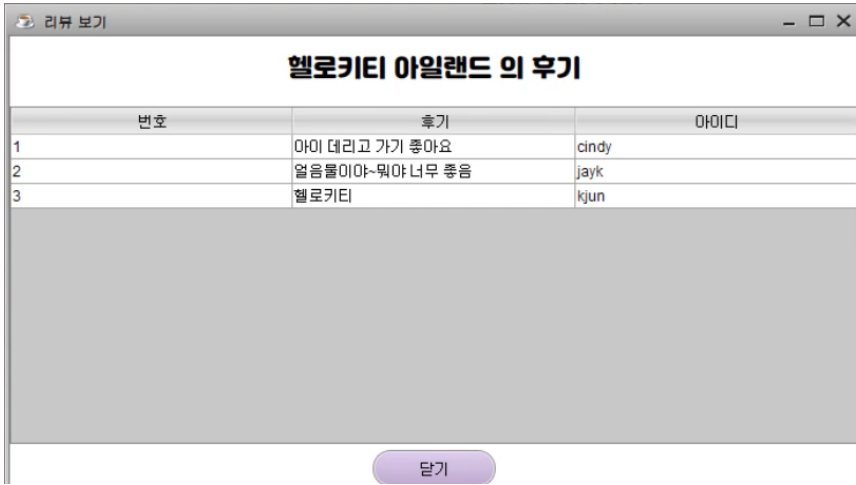 리뷰 보기
헬로키티 아일랜드 의 후기
번호 후기 아이디
1 아이 데리고 가기 좋아요 cindy
2 얼음물이야~뭐야 너무 좋음 jayk
3 헬로키티 kjun
닫기